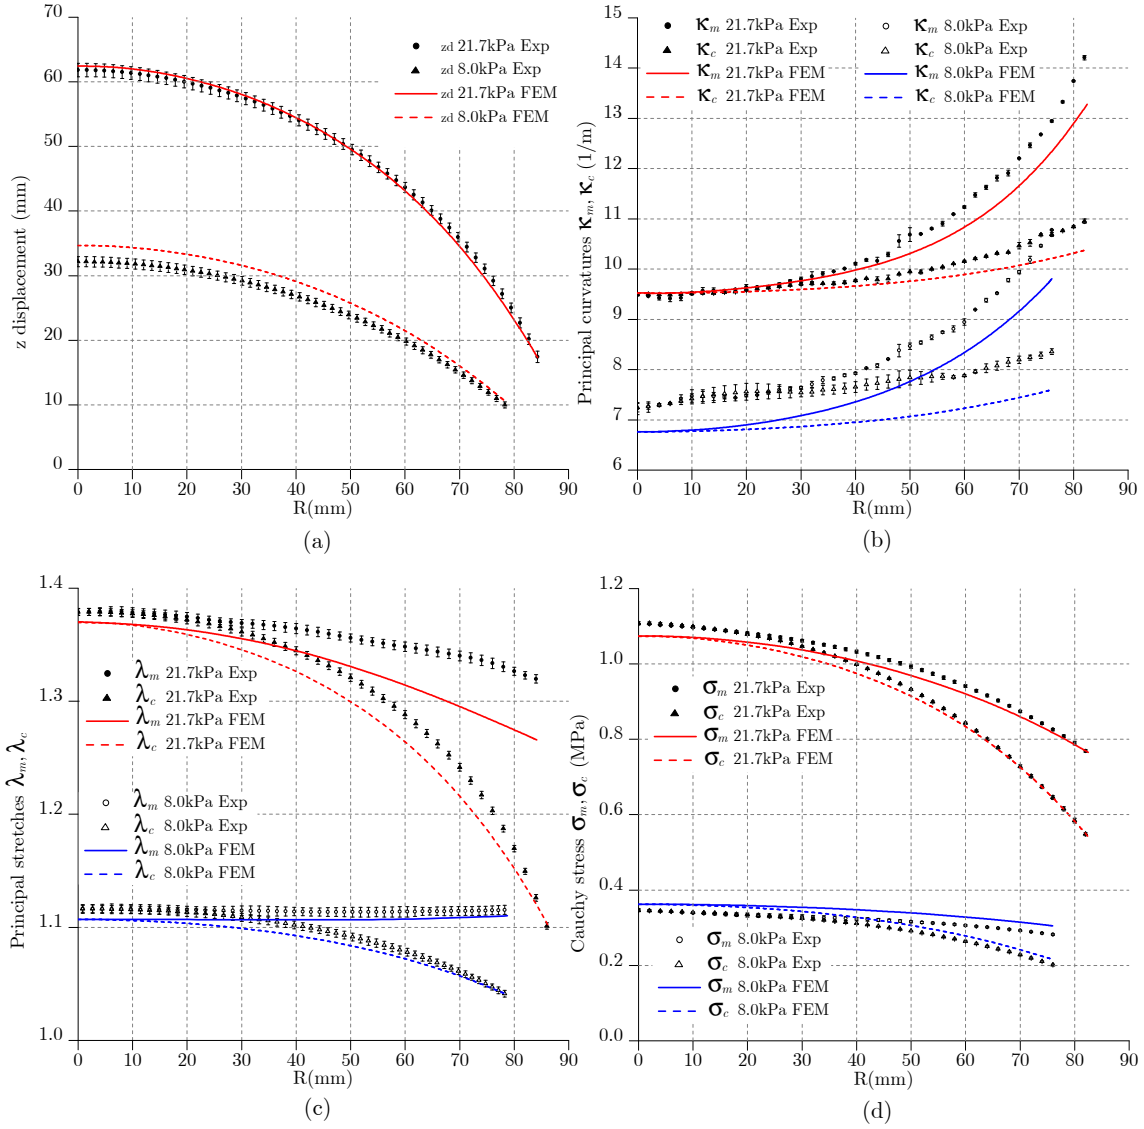 70
60
50
40
30
20
10
0
z displacement (mm)
zd 21.7kPa Exp
zd 8.0kPa Exp
zd 21.7kPa FEM
zd 8.0kPa FEM
0 10 20 30 40 50 60 70 80 90
R(mm)
(a)
15
14
13
12
11
10
9
8
7
6
Principal curvatures κm, κc (1/m)
κm 21.7kPa Exp
κc 21.7kPa Exp
κm 21.7kPa FEM
κc 21.7kPa FEM
κm 8.0kPa Exp
κc 8.0kPa Exp
κm 8.0kPa FEM
κc 8.0kPa FEM
0 10 20 30 40 50 60 70 80 90
R(mm)
(b)
1.4
1.3
1.2
1.1
1.0
Principal stretches λm, λc
λm 21.7kPa Exp
λc 21.7kPa Exp
λm 21.7kPa FEM
λc 21.7kPa FEM
λm 8.0kPa Exp
λc 8.0kPa Exp
λm 8.0kPa FEM
λc 8.0kPa FEM
0 10 20 30 40 50 60 70 80 90
R(mm)
(c)
1.2
1.0
0.8
0.6
0.4
0.2
0.0
Cauchy stress σm, σc (MPa)
σm 21.7kPa Exp
σc 21.7kPa Exp
σm 21.7kPa FEM
σc 21.7kPa FEM
σm 8.0kPa Exp
σc 8.0kPa Exp
σm 8.0kPa FEM
σc 8.0kPa FEM
0 10 20 30 40 50 60 70 80 90
R(mm)
(d)